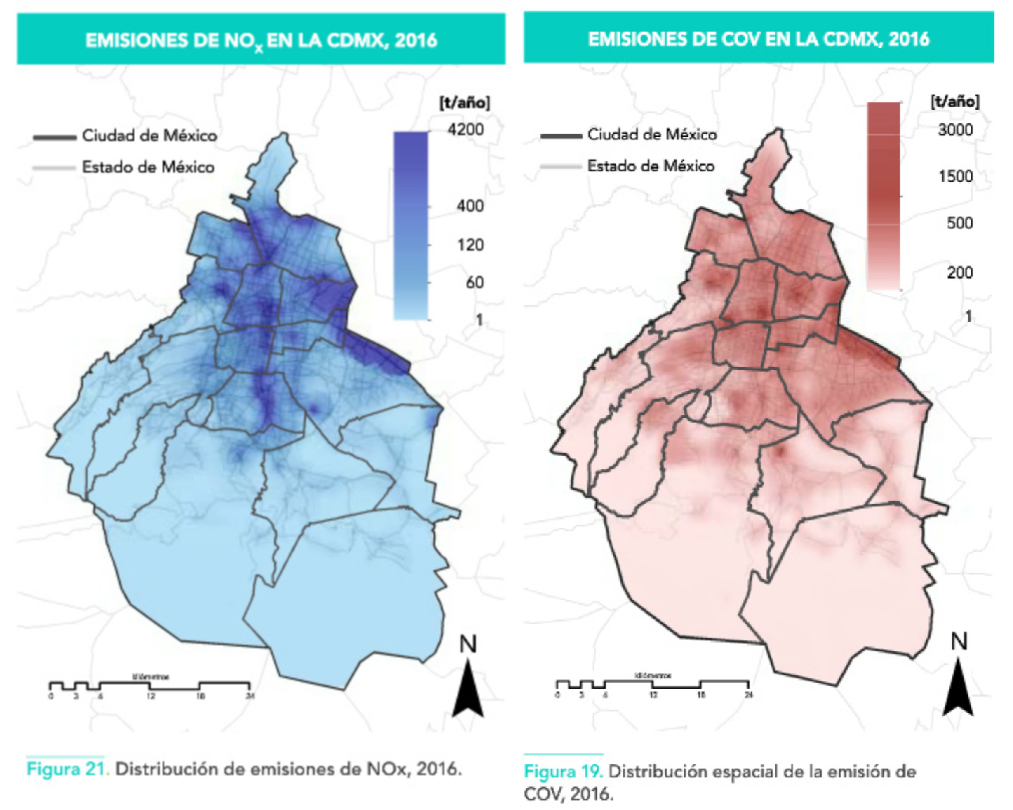 EMISIONES DE NOx EN LA CDMX, 2016
[t/año]
Ciudad de México
Estado de México
4200
400
120
60
1
N
Kilómetros
0 3 6 12 18 24
Figura 21. Distribución de emisiones de NOx, 2016.
EMISIONES DE COV EN LA CDMX, 2016
[t/año]
Ciudad de México
Estado de México
3000
1500
500
200
1
N
Kilómetros
0 3 6 12 18 24
Figura 19. Distribución espacial de la emisión de
COV, 2016.